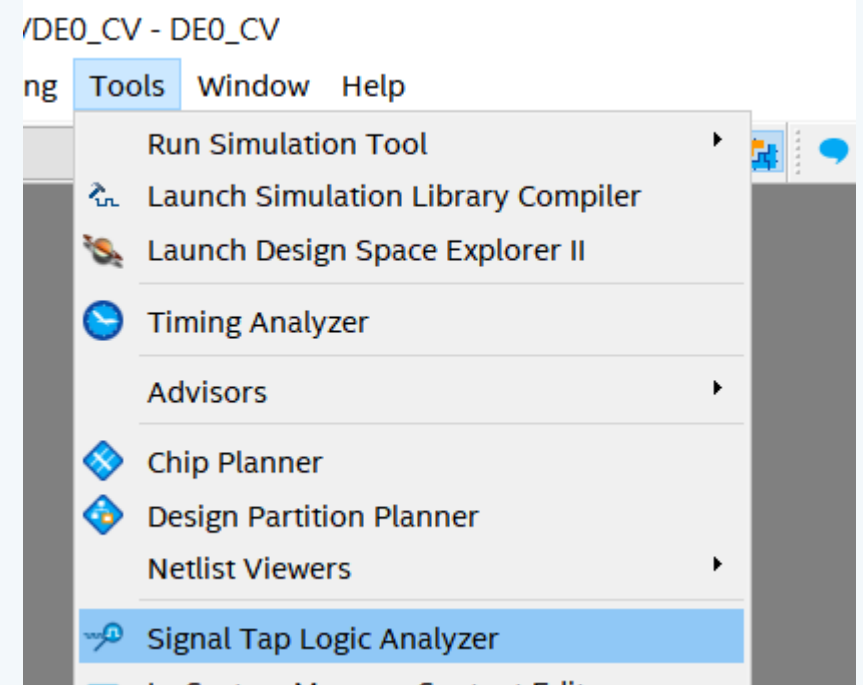 /DE0_CV - DE0_CV
ng Tools Window Help
Run Simulation Tool
Launch Simulation Library Compiler
Launch Design Space Explorer II
Timing Analyzer
Advisors
Chip Planner
Design Partition Planner
Netlist Viewers
Signal Tap Logic Analyzer